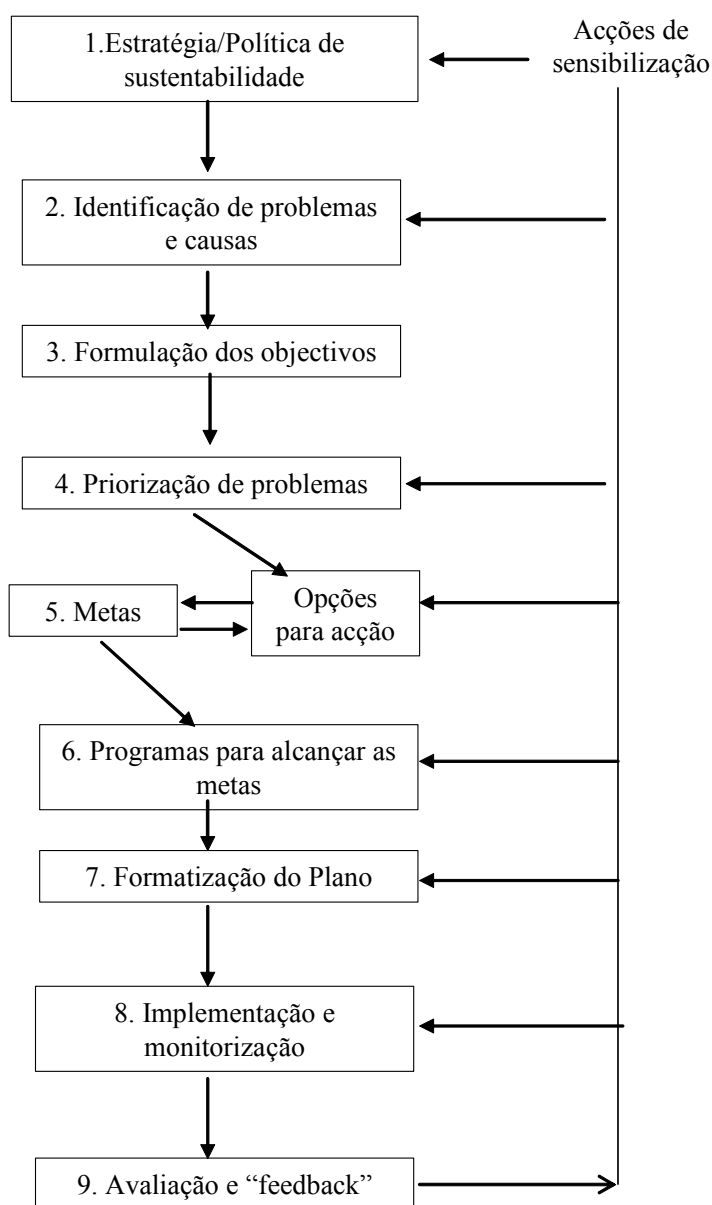 1.Estratégia/Política de
sustentabilidade
Acções de
sensibilização
2. Identificação de problemas
e causas
3. Formulação dos objectivos
4. Priorização de problemas
5. Metas
Opções
para acção
6. Programas para alcançar as
metas
7. Formatização do Plano
8. Implementação e
monitorização
9. Avaliação e “feedback”